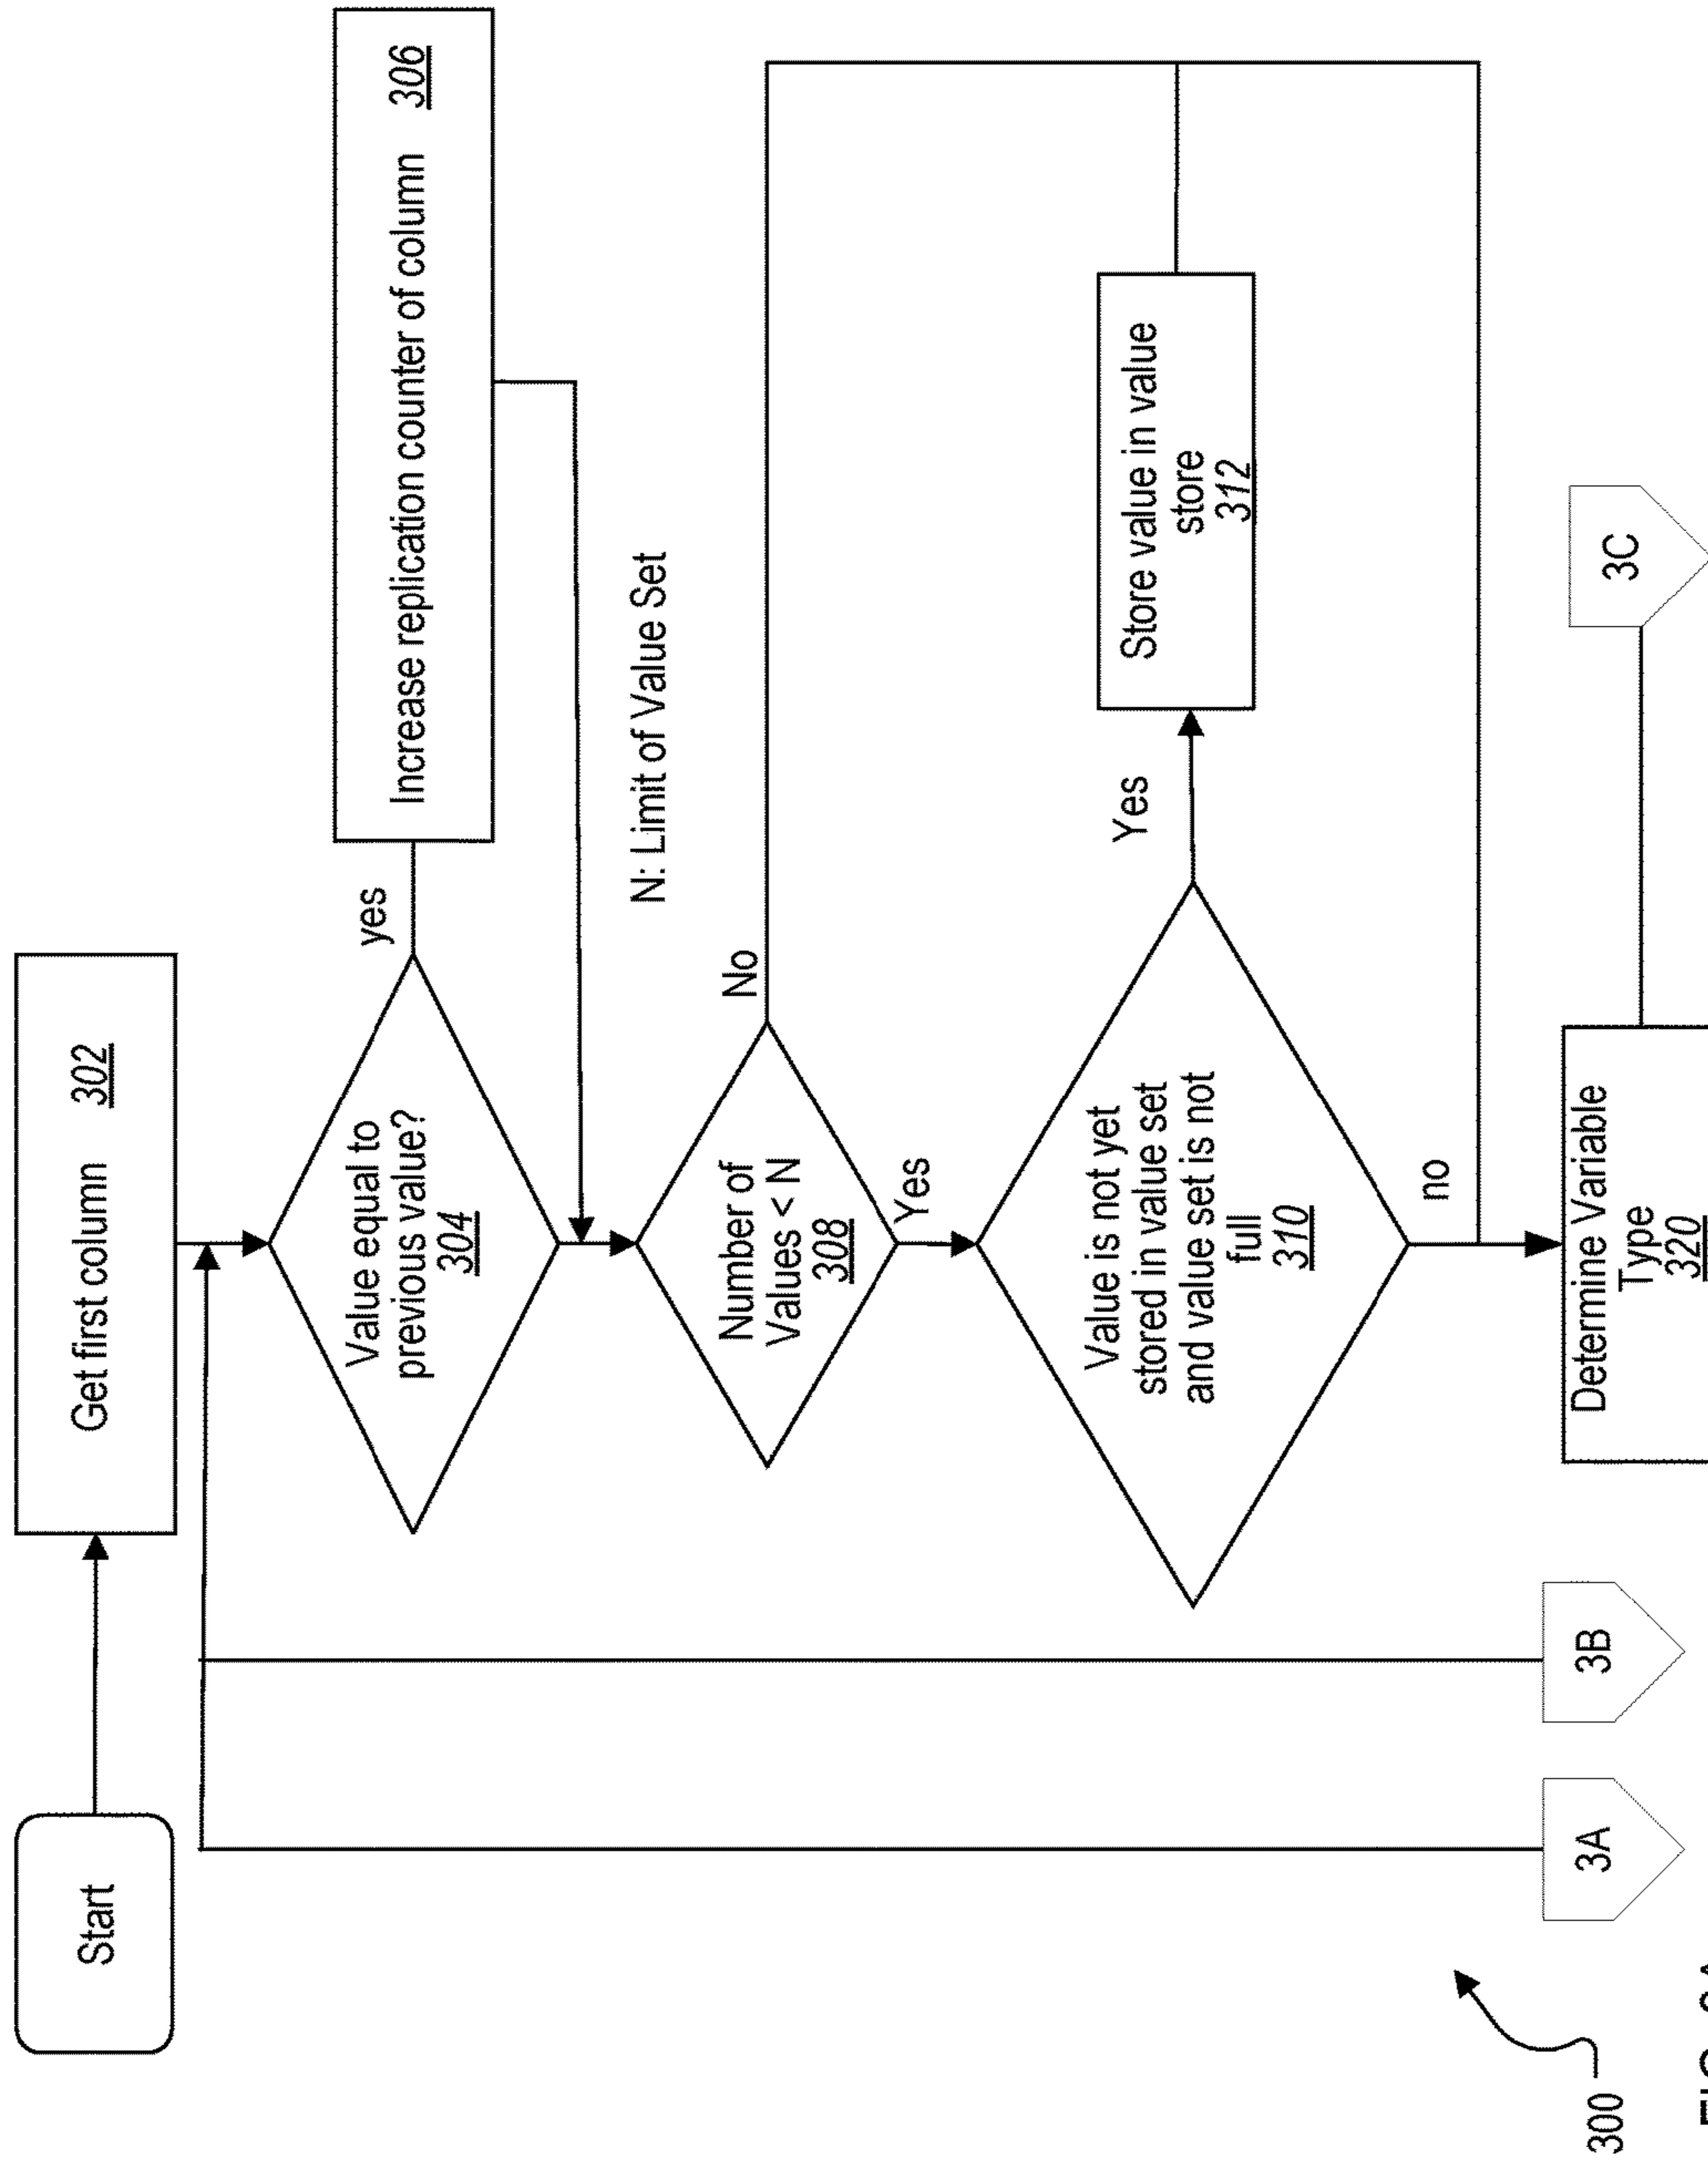 Start
Get first column 302
Value equal to
previous value?
304
yes
Increase replication counter of column 306
N: Limit of Value Set
Number of
Values < N
308
No
Yes
Value is not yet
stored in value set
and value set is not
full
310
Yes
Store value in value
store
312
no
3A
3B
Determine Variable
Type
320
3C
300